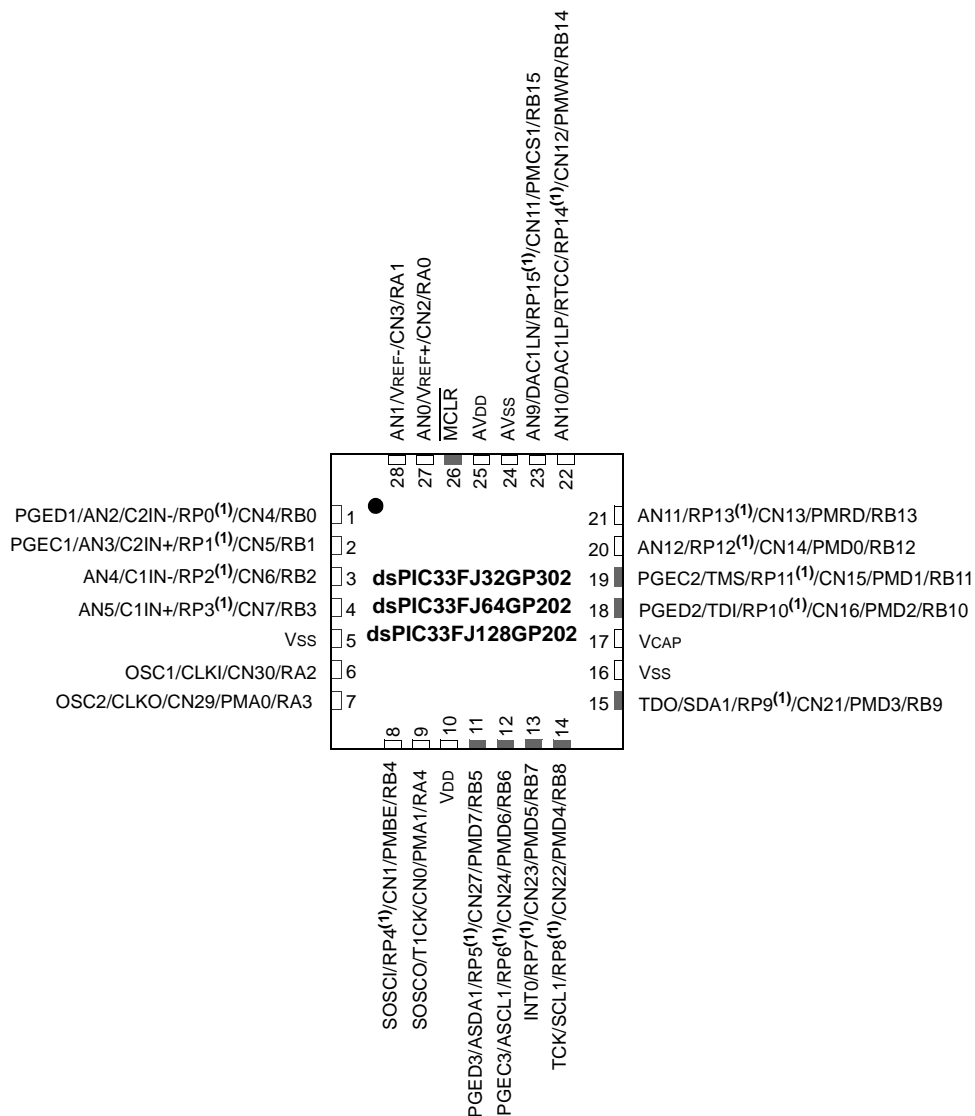 AN1/VREF-/CN3/RA1
AN0/VREF+/CN2/RA0
MCLR
AVDD
AVSS
AN9/DAC1LN/RP15(1)/CN11/PMCS1/RB15
AN10/DAC1LP/RTCC/RP14(1)/CN12/PMWR/RB14
28 27 26 25 24 23 22
PGED1/AN2/C2IN-/RP0(1)/CN4/RB0 1
PGEC1/AN3/C2IN+/RP1(1)/CN5/RB1 2
AN4/C1IN-/RP2(1)/CN6/RB2 3
AN5/C1IN+/RP3(1)/CN7/RB3 4
VSS 5
OSC1/CLKI/CN30/RA2 6
OSC2/CLKO/CN29/PMA0/RA3 7
dsPIC33FJ32GP302
dsPIC33FJ64GP202
dsPIC33FJ128GP202
21 AN11/RP13(1)/CN13/PMRD/RB13
20 AN12/RP12(1)/CN14/PMD0/RB12
19 PGEC2/TMS/RP11(1)/CN15/PMD1/RB11
18 PGED2/TDI/RP10(1)/CN16/PMD2/RB10
17 VCAP
16 VSS
15 TDO/SDA1/RP9(1)/CN21/PMD3/RB9
8 9 10 11 12 13 14
SOSCI/RP4(1)/CN1/PMBE/RB4
SOSCO/T1CK/CN0/PMA1/RA4
VDD
PGED3/ASDA1/RP5(1)/CN27/PMD7/RB5
PGEC3/ASCL1/RP6(1)/CN24/PMD6/RB6
INT0/RP7(1)/CN23/PMD5/RB7
TCK/SCL1/RP8(1)/CN22/PMD4/RB8